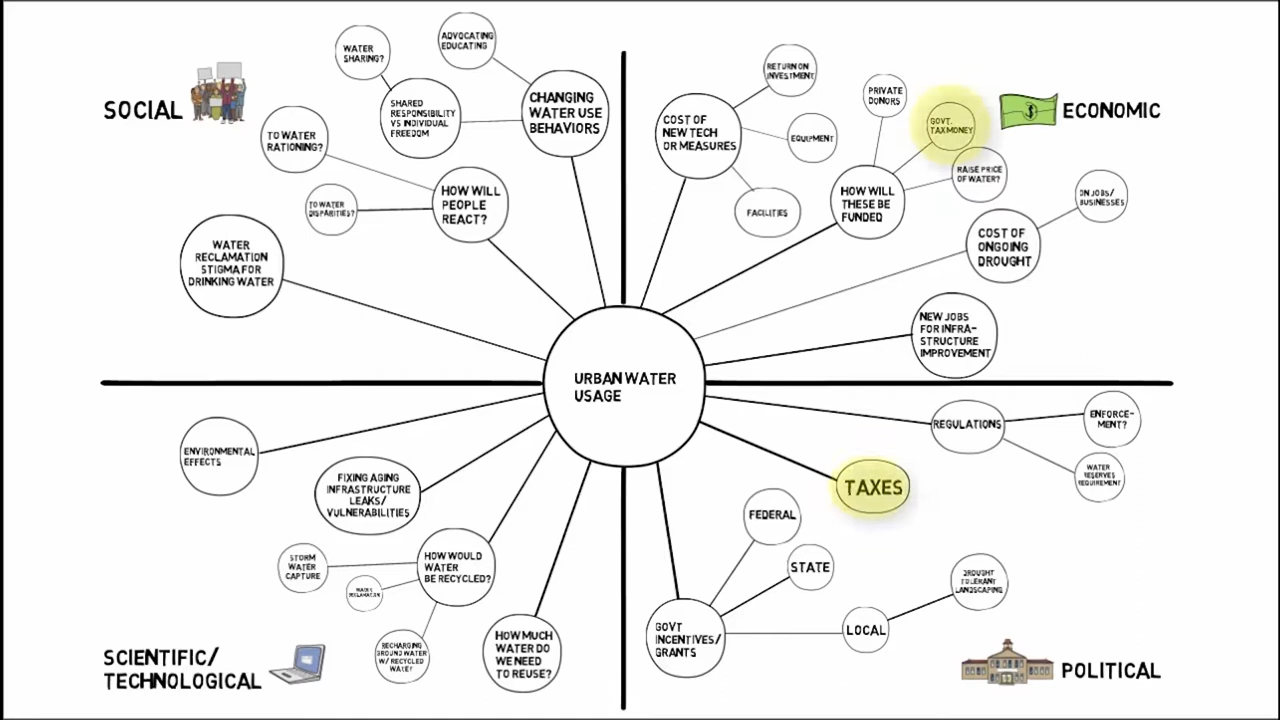 SOCIAL
WATER
SHARING?
ADVOCATING
EDUCATING
SHARED
RESPONSIBILITY
VS INDIVIDUAL
FREEDOM
CHANGING
WATER USE
BEHAVIORS
TO WATER
RATIONING?
TO WATER
DISPARITIES?
HOW WILL
PEOPLE
REACT?
WATER
RECLAMATION
STIGMA FOR
DRINKING WATER
ECONOMIC
RETURN ON
INVESTMENT
COST OF
NEW TECH
OR MEASURES
EQUIPMENT
FACILITIES
PRIVATE
DONORS
GOVT.
TAX MONEY
RAISE PRICE
OF WATER?
HOW WILL
THESE BE
FUNDED
ON JOBS/
BUSINESSES
COST OF
ONGOING
DROUGHT
NEW JOBS
FOR INFRA-
STRUCTURE
IMPROVEMENT
URBAN WATER
USAGE
ENVIRONMENTAL
EFFECTS
FIXING AGING
INFRASTRUCTURE
LEAKS/
VULNERABILITIES
STORM
WATER
CAPTURE
HOW WOULD
WATER
BE RECYCLED?
WATER
RECLAMATION
RECHARGING
GROUND WATER
W/ RECYCLED
WATER
HOW MUCH
WATER DO
WE NEED
TO REUSE?
SCIENTIFIC/
TECHNOLOGICAL
REGULATIONS
ENFORCE-
MENT?
WATER
RESERVES
REQUIREMENT
TAXES
FEDERAL
STATE
GOVT
INCENTIVES/
GRANTS
LOCAL
DROUGHT
TOLERANT
LANDSCAPING
POLITICAL